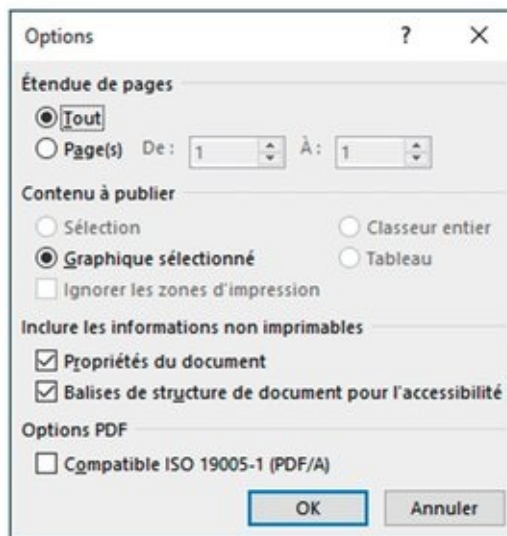 Options ?
Étendue de pages
Tout
Page(s) De : 1 À : 1
Contenu à publier
Sélection Classeur entier
Graphique sélectionné Tableau
Ignorer les zones d'impression
Inclure les informations non imprimables
Propriétés du document
Balises de structure de document pour l'accessibilité
Options PDF
Compatible ISO 19005-1 (PDF/A)
OK Annuler